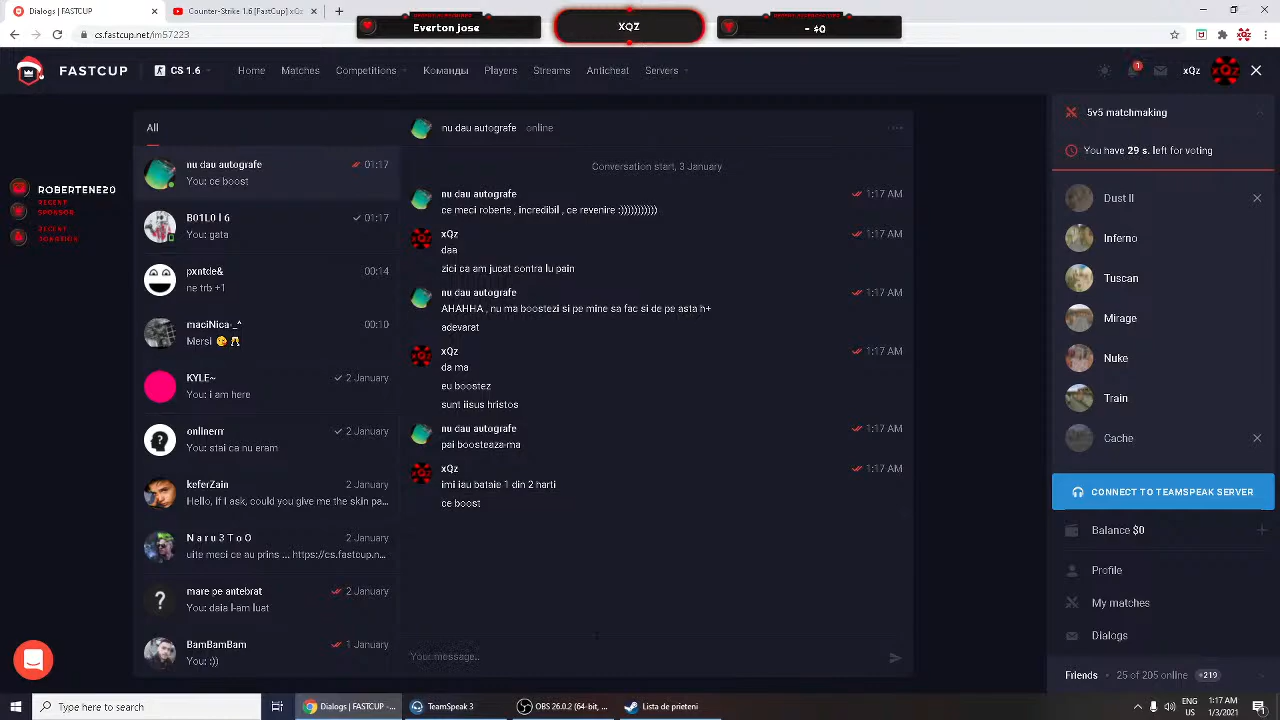 Dialogs | FASTCUP
Counter-Strike 1.6 [FastCup] xQz
Everton jose
XQZ
- $Q
.net/im57225
FASTCUP
CS 1.6
Home
Matches
Competitions
Команды
Players
Streams
Anticheat
Servers
1
xQz
All
nu dau autografe
01:17
You: ce boost
B01L0 l 6
01:17
You: gata
pxntde&
00:14
ne trb +1
maciNica-_^
00:10
Mersi
KYLE~
2 January
You: i am here
onlinerrr
2 January
You: stai ca nu eram
keferZain
2 January
Hello, If I ask, could you give me the skin pa...
N a r u 3 T o O
2 January
uite meci ce au prins ... https://cs.fastcup.n...
mare pe antebrat
2 January
You: daia l-am luat
BamBamBam
1 January
You: :))
ROBERTENE20
RECENT
SPONSOR
RECENT
DONATION
nu dau autografe online
Conversation start, 3 January
nu dau autografe
1:17 AM
ce meci roberte , incredibil , ce revenire :))))))))))
xQz
1:17 AM
daa
zici ca am jucat contra lu pain
nu dau autografe
1:17 AM
AHAHHA , nu ma boostezi si pe mine sa fac si de pe asta h+
adevarat
xQz
1:17 AM
da ma
eu boostez
sunt iisus hristos
nu dau autografe
1:17 AM
pai boosteaza-ma
xQz
1:17 AM
imi iau bataie 1 din 2 harti
ce boost
Your message..
5v5 matchmaking
You have 29 s. left for voting
Dust II
Inferno
Tuscan
Mirage
Nuke
Train
Cache
CONNECT TO TEAMSPEAK SERVER
Balance $0
Profile
My matches
Dialogs
Friends
25 of 205 online
+219
Type here to search
Dialogs | FASTCUP -...
TeamSpeak 3
OBS 26.0.2 (64-bit, ...
Lista de prieteni
ENG
US
1:17 AM
1/3/2021